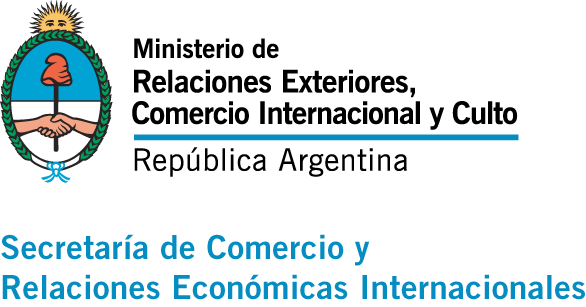 Ministerio de
Relaciones Exteriores,
Comercio Internacional y Culto
República Argentina
Secretaría de Comercio y
Relaciones Económicas Internacionales